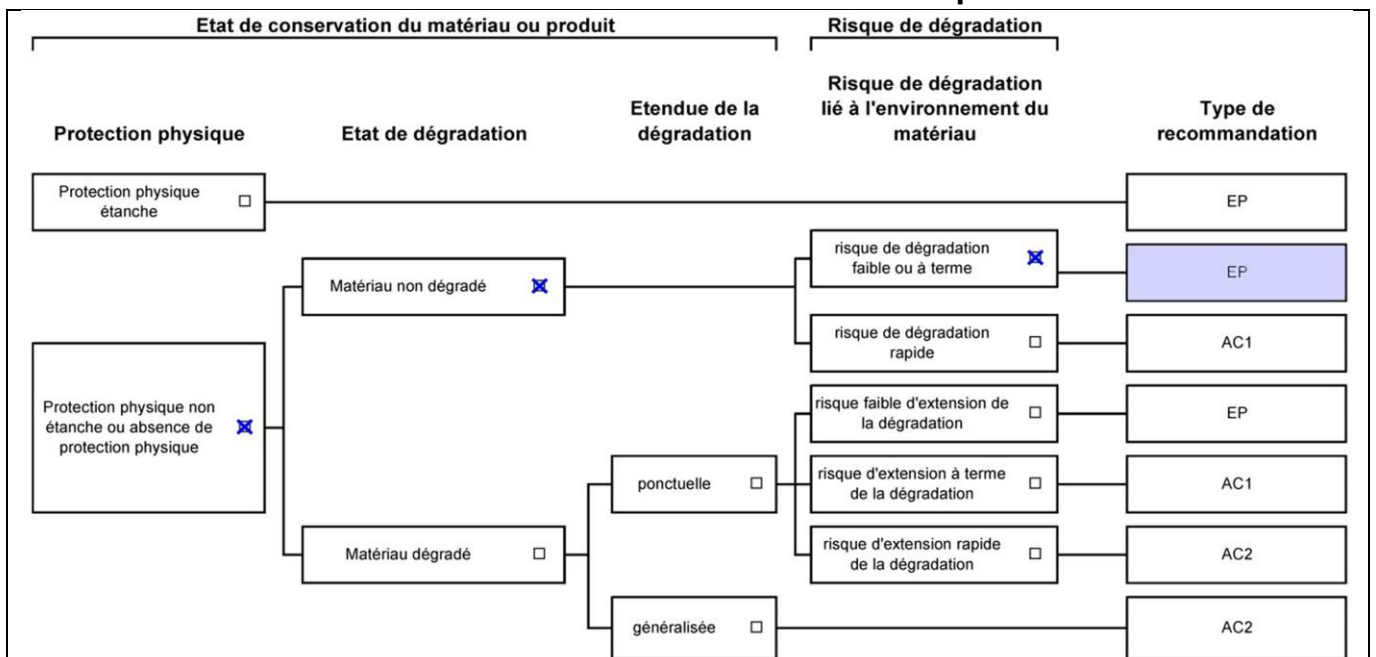 Etat de conservation du matériau ou produit
Risque de dégradation
Protection physique
Etat de dégradation
Etendue de la
dégradation
Risque de dégradation
lié à l'environnement du
matériau
Type de
recommandation
Protection physique
étanche
EP
risque de dégradation
faible ou à terme
EP
Matériau non dégradé
risque de dégradation
rapide
AC1
Protection physique non
étanche ou absence de
protection physique
risque faible d'extension de
la dégradation
EP
ponctuelle
risque d'extension à terme
de la dégradation
AC1
Matériau dégradé
risque d'extension rapide
de la dégradation
AC2
généralisée
AC2